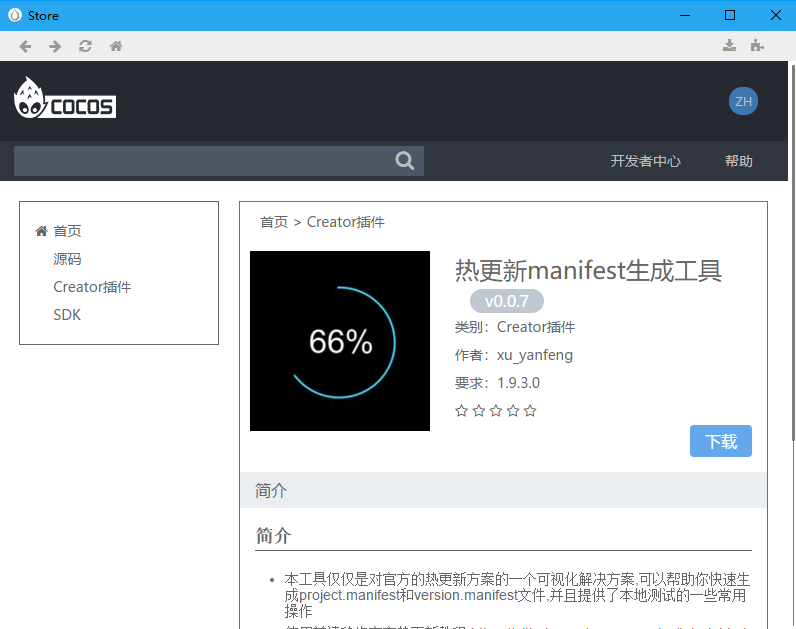 Store
COCOS
ZH
开发者中心 帮助
首页
源码
Creator插件
SDK
首页 > Creator插件
66%
热更新manifest生成工具
v0.0.7
类别：Creator插件
作者：xu_yanfeng
要求：1.9.3.0
下载
简介
简介
本工具仅仅是对官方的热更新方案的一个可视化解决方案,可以帮助你快速生
成project.manifest和version.manifest文件,并且提供了本地测试的一些常用
操作